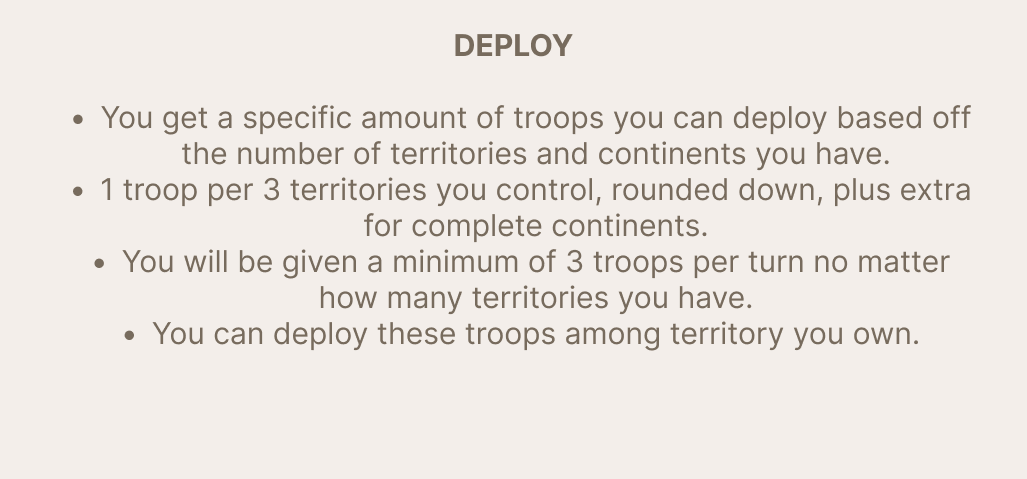 DEPLOY
• You get a specific amount of troops you can deploy based off
the number of territories and continents you have.
• 1 troop per 3 territories you control, rounded down, plus extra
for complete continents.
• You will be given a minimum of 3 troops per turn no matter
how many territories you have.
• You can deploy these troops among territory you own.